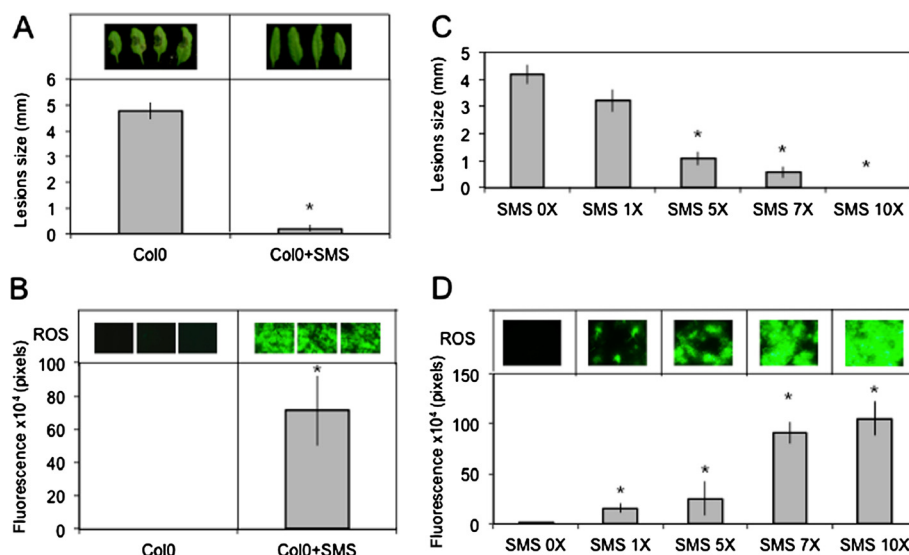 A
Lesions size (mm)
6
5
4
3
2
1
0
*
Col0
Col0+SMS
B
ROS
Fluorescence x10⁴ (pixels)
100
80
60
40
20
0
*
Col0
Col0+SMS
C
Lesions size (mm)
5
4
3
2
1
0
*
*
*
SMS 0X
SMS 1X
SMS 5X
SMS 7X
SMS 10X
D
ROS
Fluorescence x10⁴ (pixels)
150
100
50
0
*
*
*
*
SMS 0X
SMS 1X
SMS 5X
SMS 7X
SMS 10X